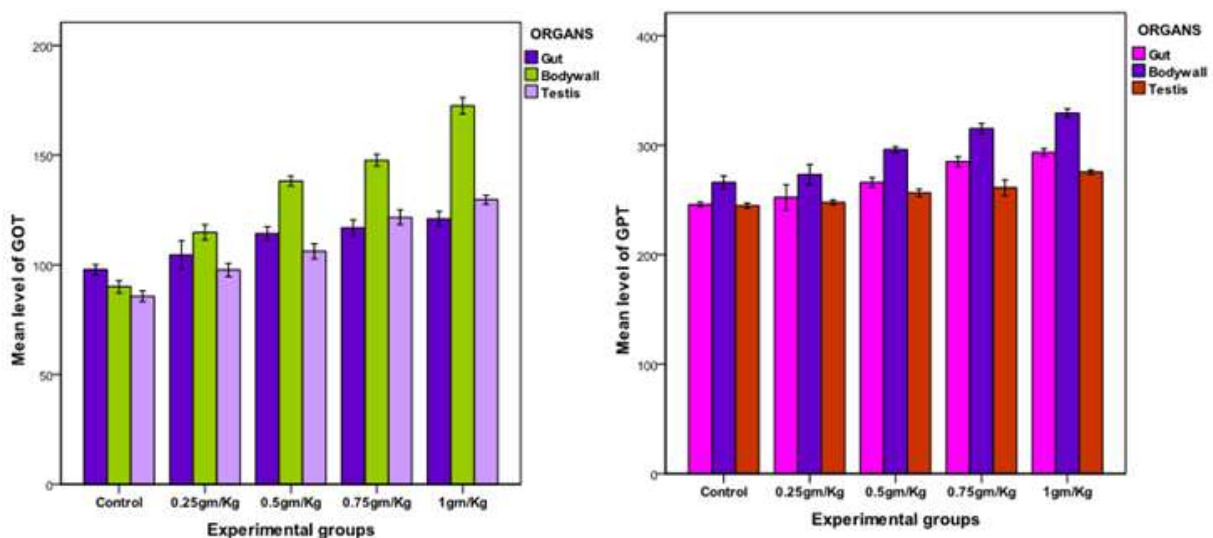 ORGANS
Gut
Bodywall
Testis
200
150
100
50
0
Mean level of GOT
Control 0.25gm/Kg 0.5gm/Kg 0.75gm/Kg 1gm/Kg
Experimental groups
ORGANS
Gut
Bodywall
Testis
400
300
200
100
0
Mean level of GPT
Control 0.25gm/Kg 0.5gm/Kg 0.75gm/Kg 1gm/Kg
Experimental groups